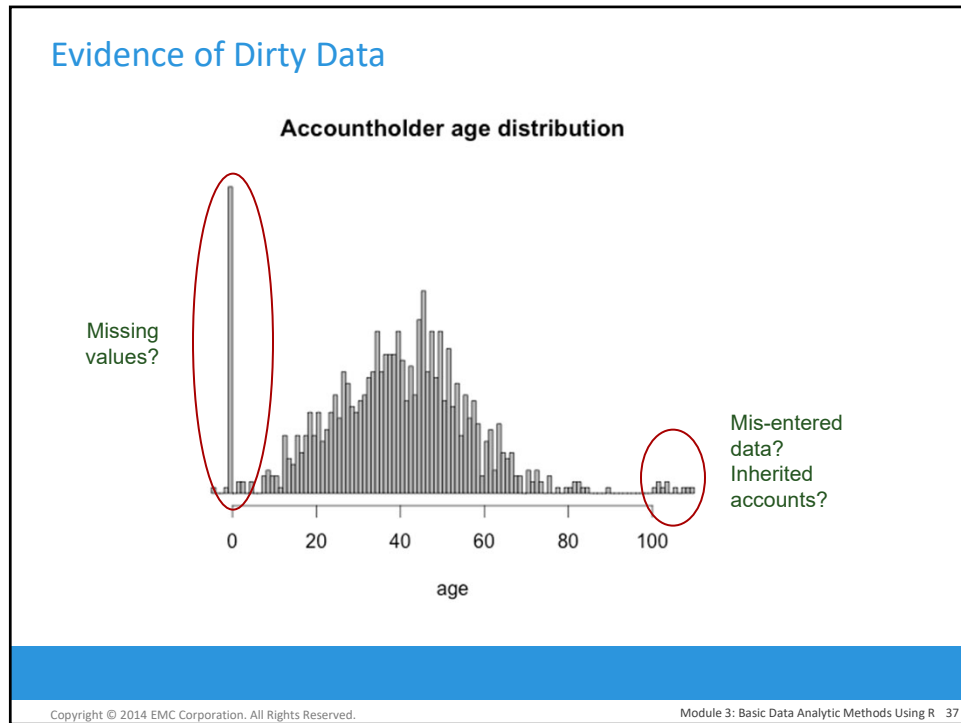 Evidence of Dirty Data
Accountholder age distribution
Missing
values?
Mis-entered
data?
Inherited
accounts?
0 20 40 60 80 100
age
Copyright © 2014 EMC Corporation. All Rights Reserved.
Module 3: Basic Data Analytic Methods Using R 37